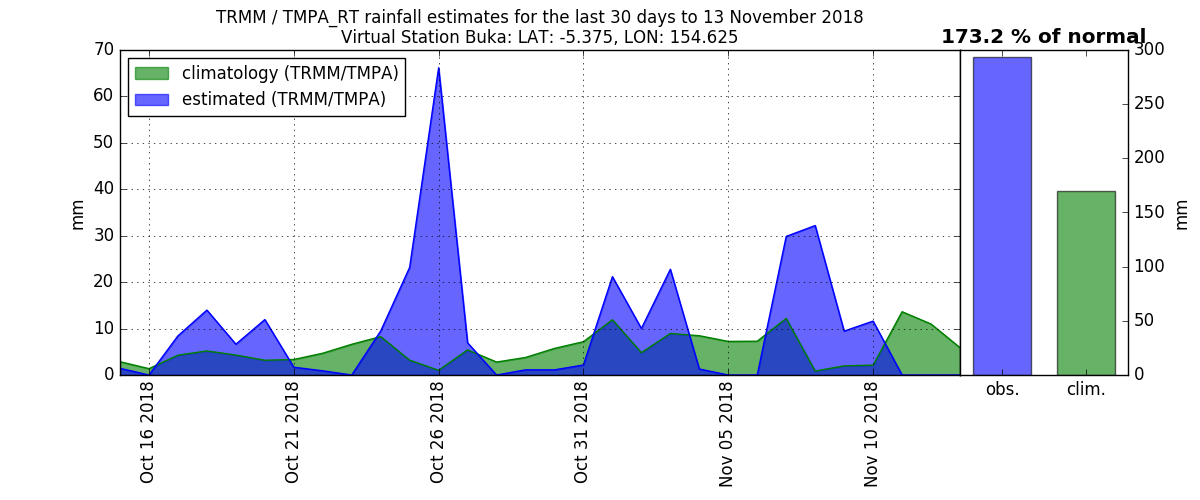 TRMM / TMPA_RT rainfall estimates for the last 30 days to 13 November 2018
Virtual Station Buka: LAT: -5.375, LON: 154.625
173.2 % of normal
climatology (TRMM/TMPA)
estimated (TRMM/TMPA)
70
60
50
40
30
20
10
0
mm
Oct 16 2018
Oct 21 2018
Oct 26 2018
Oct 31 2018
Nov 05 2018
Nov 10 2018
300
250
200
150
100
50
0
mm
obs.
clim.